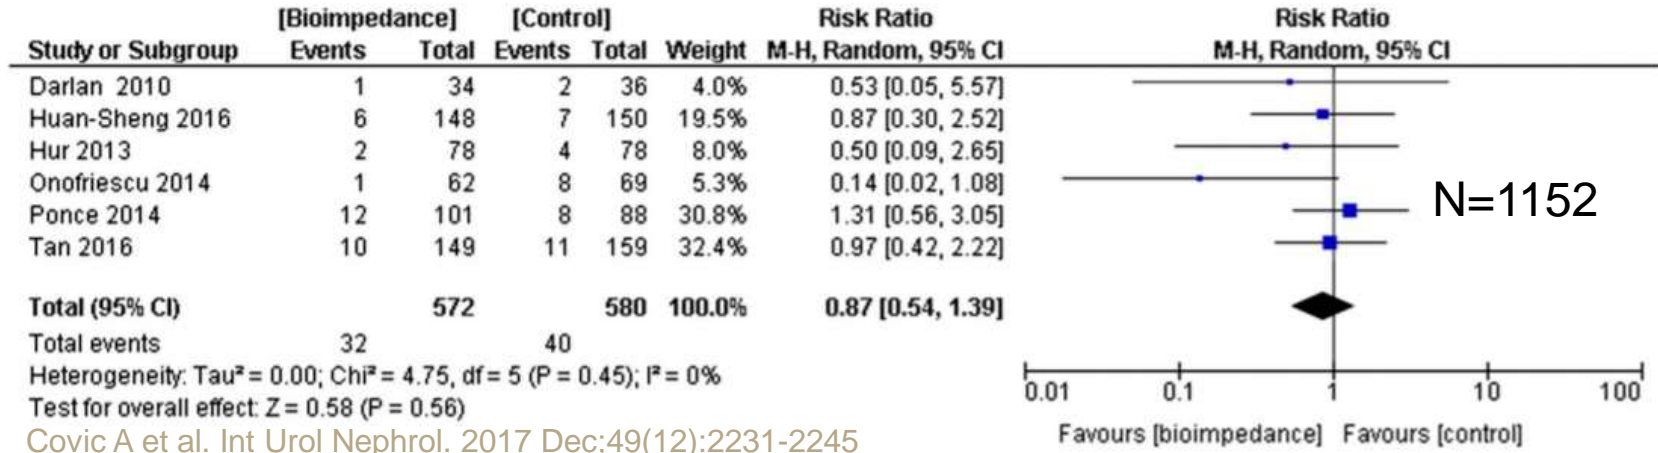 [Bioimpedance] [Control] Risk Ratio Risk Ratio
Study or Subgroup Events Total Events Total Weight M-H, Random, 95% CI M-H, Random, 95% CI
Darlan 2010 1 34 2 36 4.0% 0.53 [0.05, 5.57]
Huan-Sheng 2016 6 148 7 150 19.5% 0.87 [0.30, 2.52]
Hur 2013 2 78 4 78 8.0% 0.50 [0.09, 2.65]
Onofriescu 2014 1 62 8 69 5.3% 0.14 [0.02, 1.08]
Ponce 2014 12 101 8 88 30.8% 1.31 [0.56, 3.05]
N=1152
Tan 2016 10 149 11 159 32.4% 0.97 [0.42, 2.22]
Total (95% CI) 572 580 100.0% 0.87 [0.54, 1.39]
Total events 32 40
Heterogeneity: Tau² = 0.00; Chi² = 4.75, df = 5 (P = 0.45); I² = 0%
Test for overall effect: Z = 0.58 (P = 0.56)
0.01 0.1 1 10 100
Favours [bioimpedance] Favours [control]
Covic A et al. Int Urol Nephrol. 2017 Dec;49(12):2231-2245